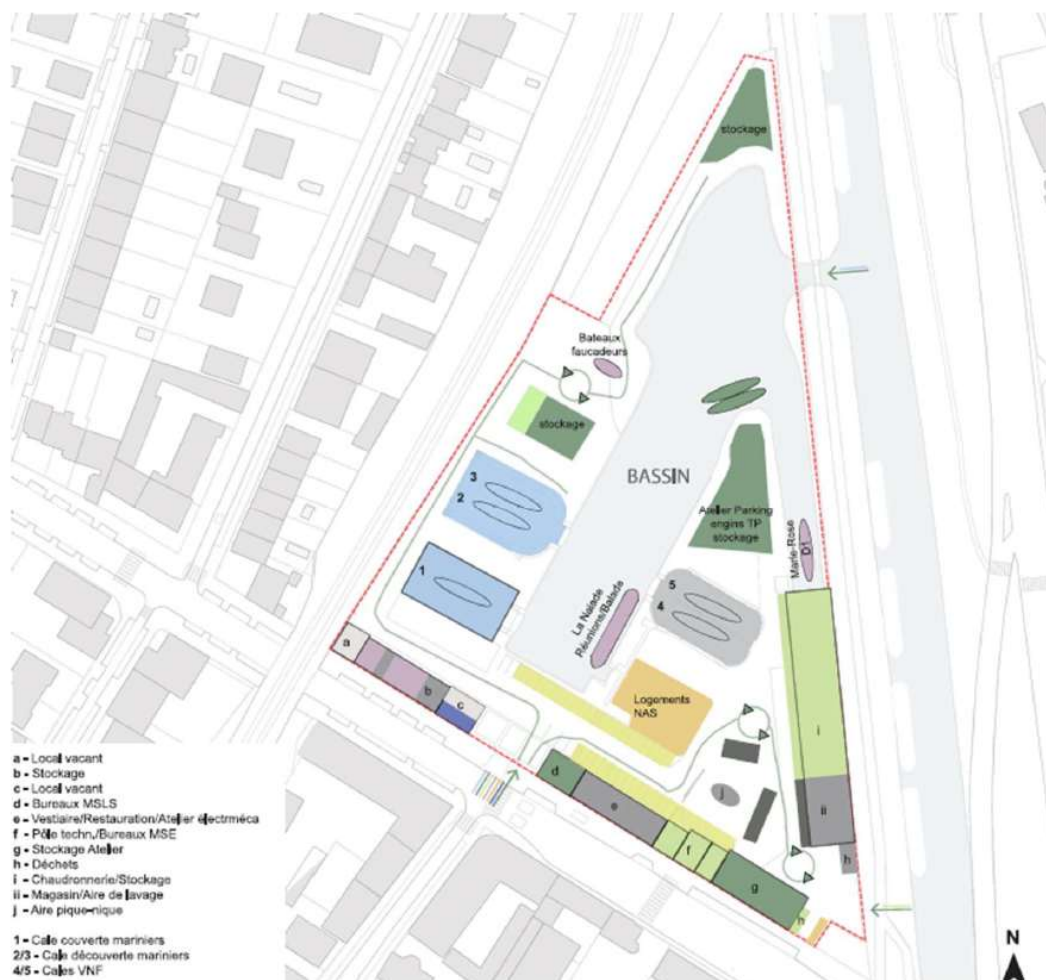 stockage
Bateaux
faucadeurs
stockage
3
2
BASSIN
1
Atelier Parking
engins TP
stockage
Marie-Rose
D1
La Naïade
Réunions/Balade
5
4
a
b
c
Logements
NAS
i
d
e
j
ii
f
h
g
h
a - Local vacant
b - Stockage
c - Local vacant
d - Bureaux MSLS
e - Vestiaire/Restauration/Atelier électrméca
f - Pôle techn./Bureaux MSE
g - Stockage Atelier
h - Déchets
i - Chaudronnerie/Stockage
ii - Magasin/Aire de lavage
j - Aire pique-nique
1 - Cale couverte mariniers
2/3 - Cale découverte mariniers
4/5 - Cales VNF
N